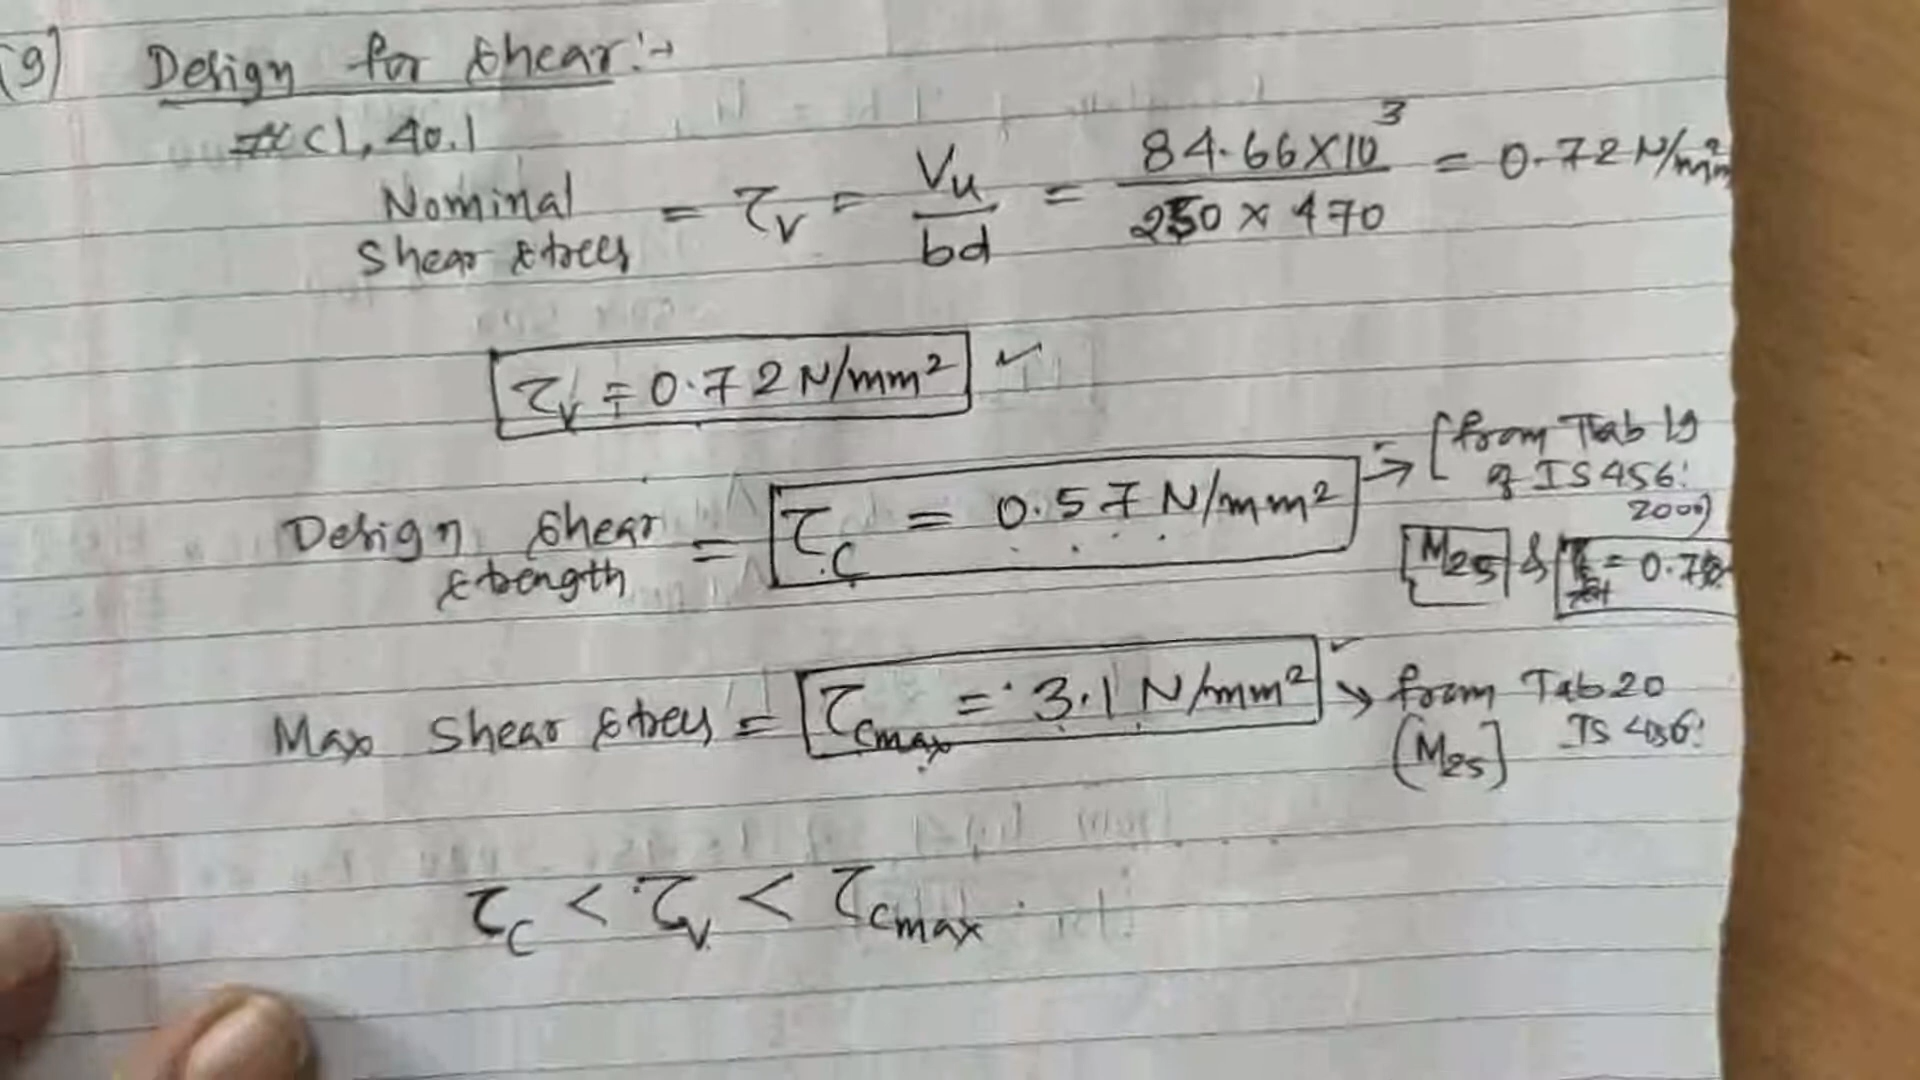 (9) Design for shear:-
# Cl, 40.1
Nominal shear stress = τv = Vu / bd = 84.66×10³ / 250 × 470 = 0.72 N/mm²
τv = 0.72 N/mm² ✓
Design shear strength = τc = 0.57 N/mm² → [from Tab 19
of IS 456:
2000)
M25 &
Max shear stress = τcmax = 3.1 N/mm² → from Tab 20
[M25] IS 456:
τc < τv < τcmax